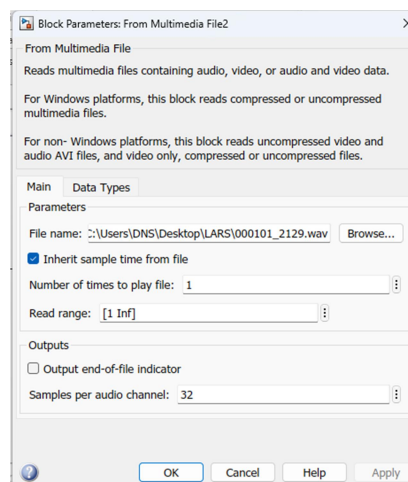 Block Parameters: From Multimedia File2
From Multimedia File
Reads multimedia files containing audio, video, or audio and video data.
For Windows platforms, this block reads compressed or uncompressed
multimedia files.
For non- Windows platforms, this block reads uncompressed video and
audio AVI files, and video only, compressed or uncompressed files.
Main Data Types
Parameters
File name: :\Users\DNS\Desktop\LARS\000101_2129.wav Browse...
Inherit sample time from file
Number of times to play file: 1
Read range: [1 Inf]
Outputs
Output end-of-file indicator
Samples per audio channel: 32
OK Cancel Help Apply